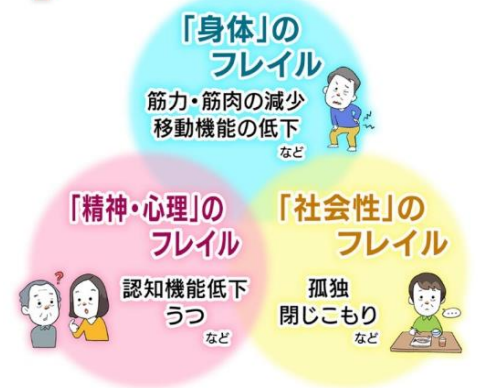 「身体」の
フレイル
筋力・筋肉の減少
移動機能の低下
など
「精神・心理」の
フレイル
認知機能低下
うつ
など
?
「社会性」の
フレイル
孤独
閉じこもり
など
...